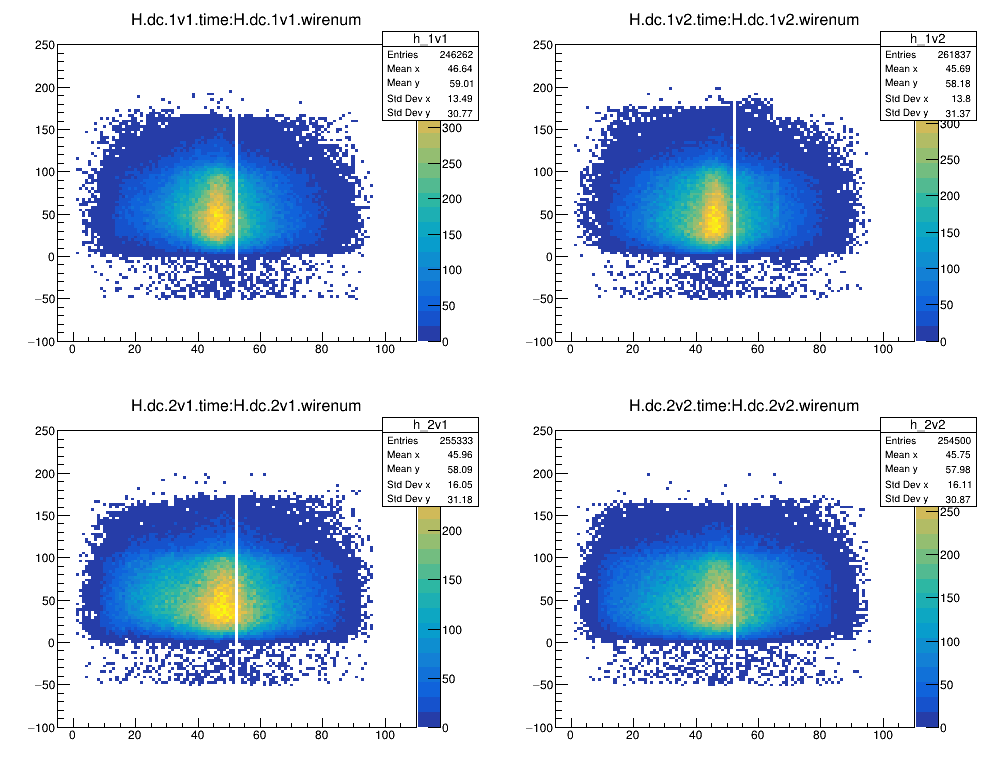 H.dc.1v1.time:H.dc.1v1.wirenum
h_1v1
Entries 246262
Mean x 46.64
Mean y 59.01
Std Dev x 13.49
Std Dev y 30.77
250
200
150
100
50
0
−50
−100
0 20 40 60 80 100
300
250
200
150
100
50
0
H.dc.1v2.time:H.dc.1v2.wirenum
h_1v2
Entries 261837
Mean x 45.69
Mean y 58.18
Std Dev x 13.8
Std Dev y 31.37
250
200
150
100
50
0
−50
−100
0 20 40 60 80 100
300
250
200
150
100
50
0
H.dc.2v1.time:H.dc.2v1.wirenum
h_2v1
Entries 255333
Mean x 45.96
Mean y 58.09
Std Dev x 16.05
Std Dev y 31.18
250
200
150
100
50
0
−50
−100
0 20 40 60 80 100
200
150
100
50
0
H.dc.2v2.time:H.dc.2v2.wirenum
h_2v2
Entries 254500
Mean x 45.75
Mean y 57.98
Std Dev x 16.11
Std Dev y 30.87
250
200
150
100
50
0
−50
−100
0 20 40 60 80 100
250
200
150
100
50
0